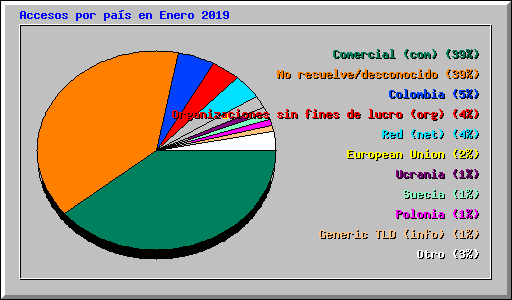 Accesos por país en Enero 2019
Comercial (com) (39%)
No resuelve/desconocido (39%)
Colombia (5%)
Organizaciones sin fines de lucro (org) (4%)
Red (net) (4%)
European Union (2%)
Ucrania (1%)
Suecia (1%)
Polonia (1%)
Generic TLD (info) (1%)
Otro (3%)